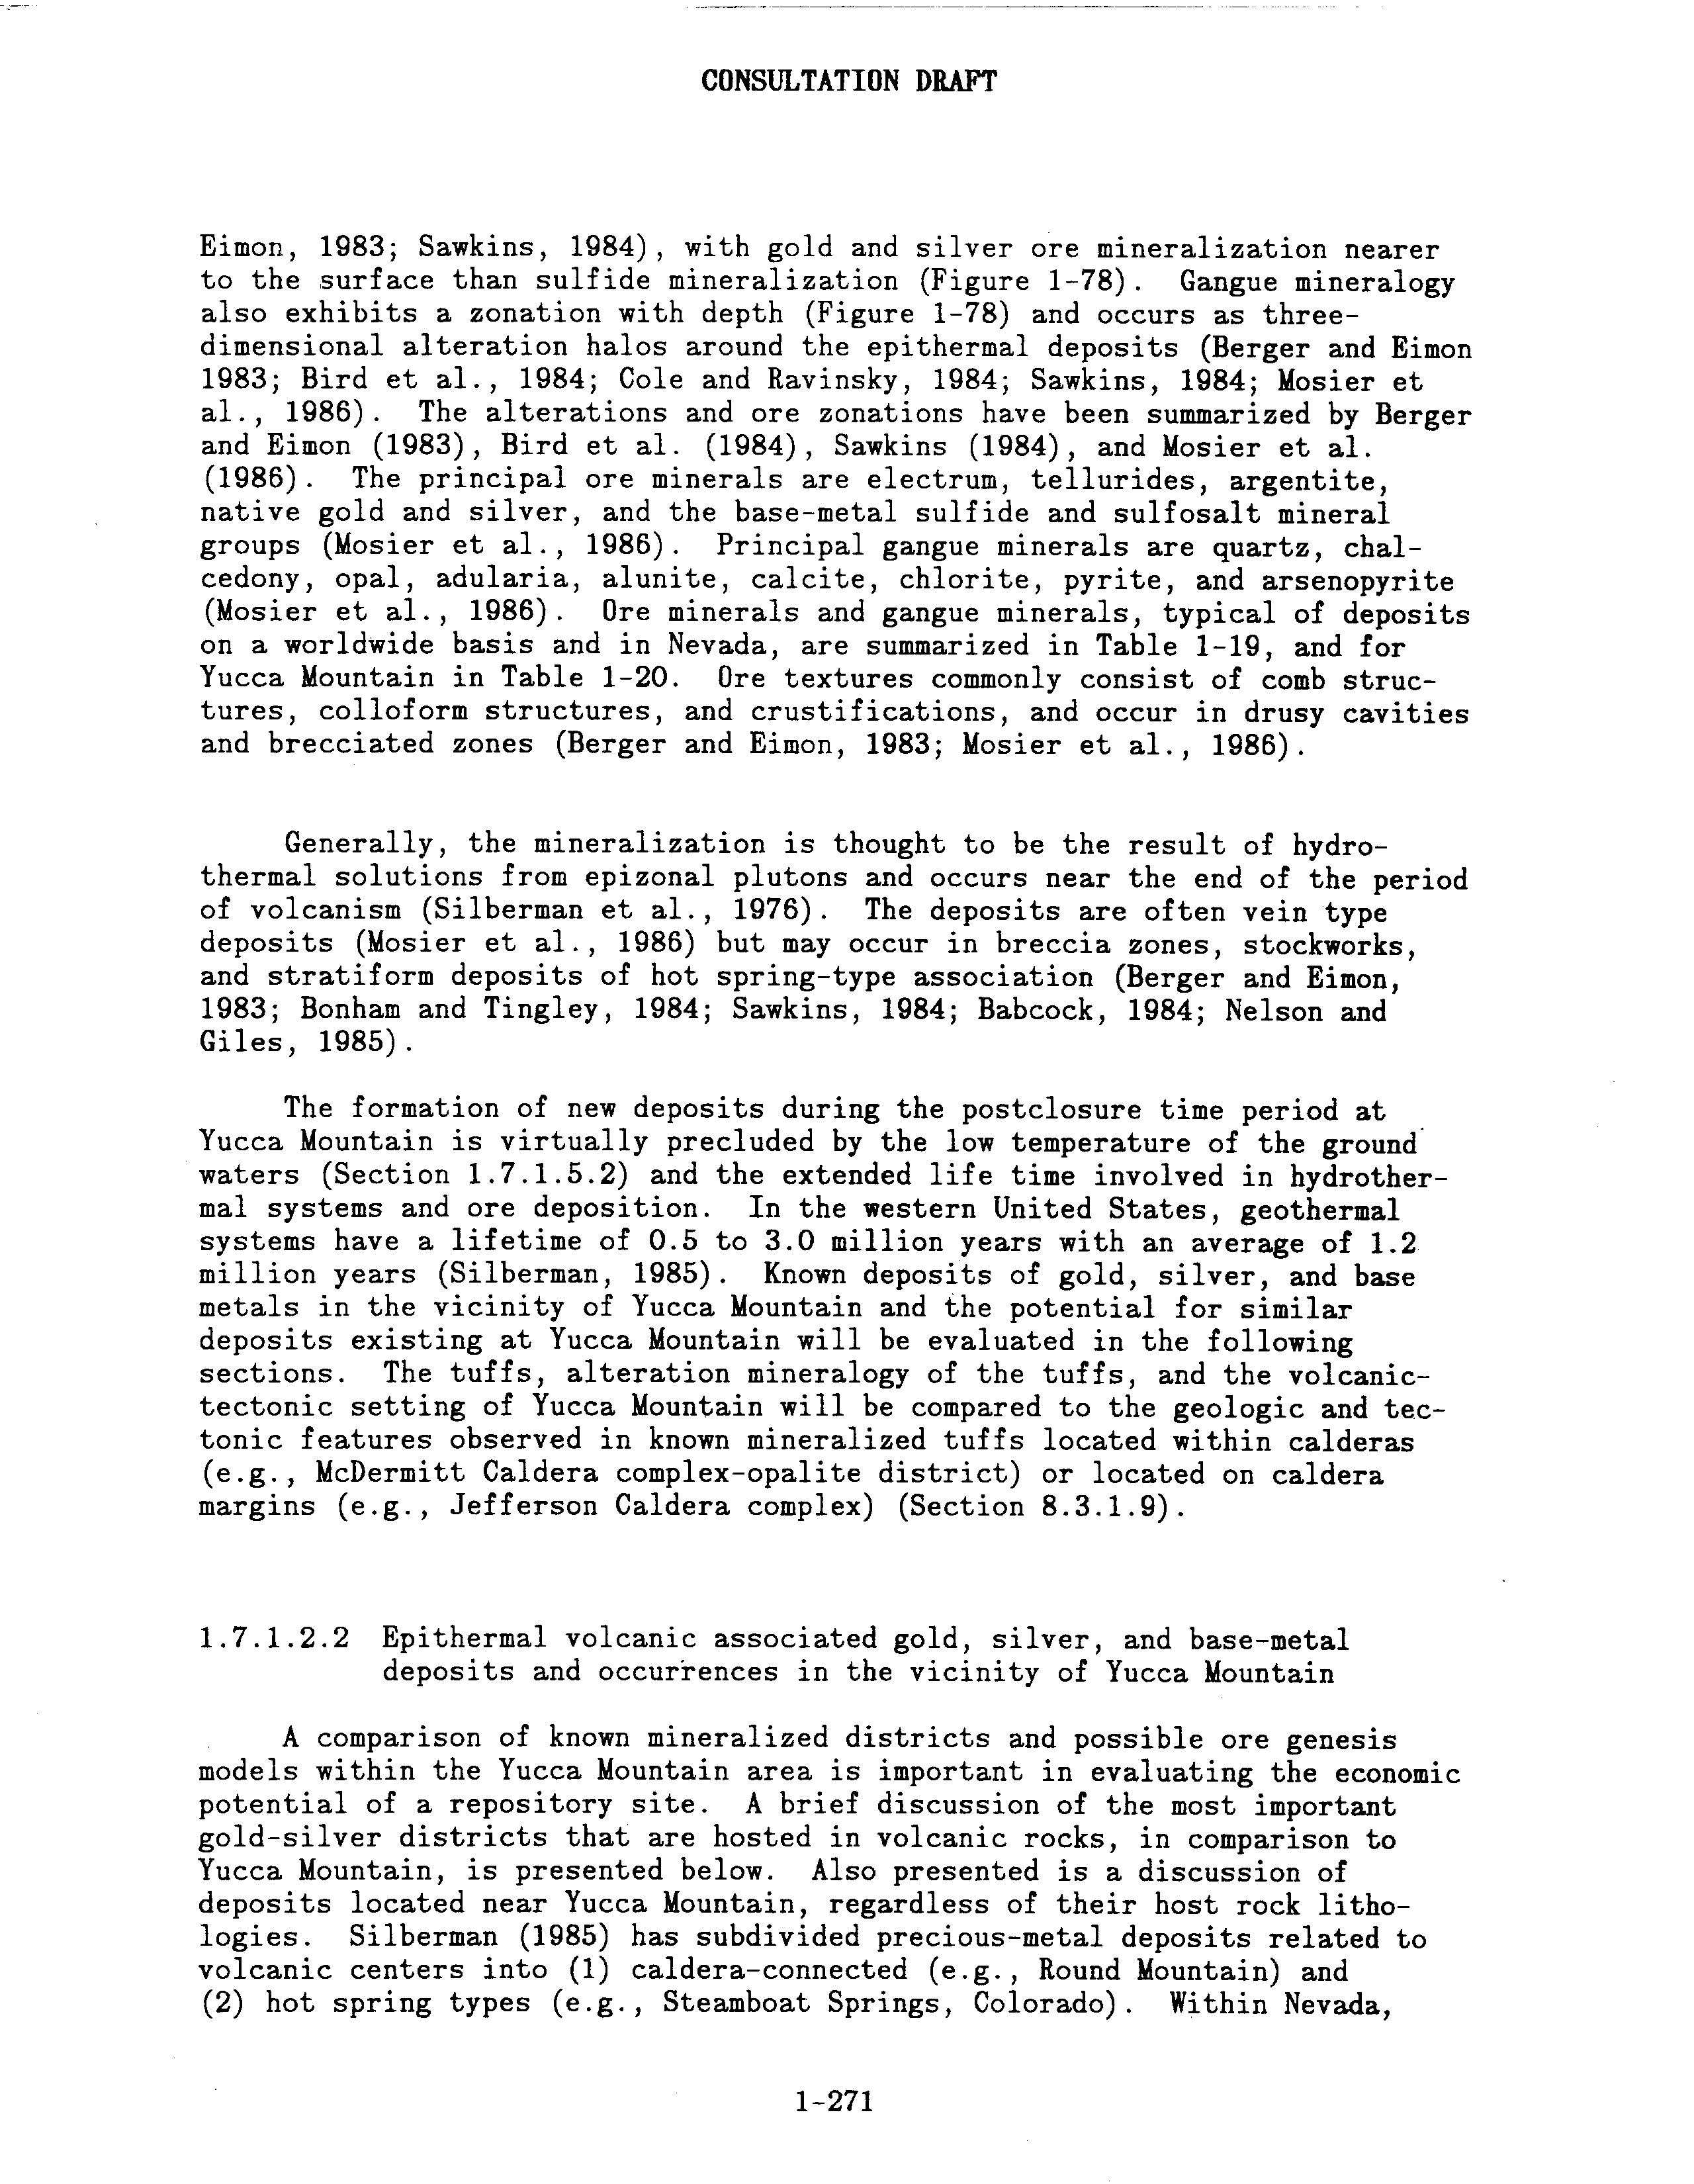 CONSULTATION DRAFT
Eimon, 1983; Sawkins, 1984), with gold and silver ore mineralization nearer
to the surface than sulfide mineralization (Figure 1-78). Gangue mineralogy
also exhibits a zonation with depth (Figure 1-78) and occurs as three-
dimensional alteration halos around the epithermal deposits (Berger and Eimon
1983; Bird et al., 1984; Cole and Ravinsky, 1984; Sawkins, 1984; Mosier et
al., 1986). The alterations and ore zonations have been summarized by Berger
and Eimon (1983), Bird et al. (1984), Sawkins (1984), and Mosier et al.
(1986). The principal ore minerals are electrum, tellurides, argentite,
native gold and silver, and the base-metal sulfide and sulfosalt mineral
groups (Mosier et al., 1986). Principal gangue minerals are quartz, chal-
cedony, opal, adularia, alunite, calcite, chlorite, pyrite, and arsenopyrite
(Mosier et al., 1986). Ore minerals and gangue minerals, typical of deposits
on a worldwide basis and in Nevada, are summarized in Table 1-19, and for
Yucca Mountain in Table 1-20. Ore textures commonly consist of comb struc-
tures, colloform structures, and crustifications, and occur in drusy cavities
and brecciated zones (Berger and Eimon, 1983; Mosier et al., 1986).
Generally, the mineralization is thought to be the result of hydro-
thermal solutions from epizonal plutons and occurs near the end of the period
of volcanism (Silberman et al., 1976). The deposits are often vein type
deposits (Mosier et al., 1986) but may occur in breccia zones, stockworks,
and stratiform deposits of hot spring-type association (Berger and Eimon,
1983; Bonham and Tingley, 1984; Sawkins, 1984; Babcock, 1984; Nelson and
Giles, 1985).
The formation of new deposits during the postclosure time period at
Yucca Mountain is virtually precluded by the low temperature of the ground
waters (Section 1.7.1.5.2) and the extended life time involved in hydrother-
mal systems and ore deposition. In the western United States, geothermal
systems have a lifetime of 0.5 to 3.0 million years with an average of 1.2
million years (Silberman, 1985). Known deposits of gold, silver, and base
metals in the vicinity of Yucca Mountain and the potential for similar
deposits existing at Yucca Mountain will be evaluated in the following
sections. The tuffs, alteration mineralogy of the tuffs, and the volcanic-
tectonic setting of Yucca Mountain will be compared to the geologic and tec-
tonic features observed in known mineralized tuffs located within calderas
(e.g., McDermitt Caldera complex-opalite district) or located on caldera
margins (e.g., Jefferson Caldera complex) (Section 8.3.1.9).
1.7.1.2.2 Epithermal volcanic associated gold, silver, and base-metal
deposits and occurrences in the vicinity of Yucca Mountain
A comparison of known mineralized districts and possible ore genesis
models within the Yucca Mountain area is important in evaluating the economic
potential of a repository site. A brief discussion of the most important
gold-silver districts that are hosted in volcanic rocks, in comparison to
Yucca Mountain, is presented below. Also presented is a discussion of
deposits located near Yucca Mountain, regardless of their host rock litho-
logies. Silberman (1985) has subdivided precious-metal deposits related to
volcanic centers into (1) caldera-connected (e.g., Round Mountain) and
(2) hot spring types (e.g., Steamboat Springs, Colorado). Within Nevada,
1-271